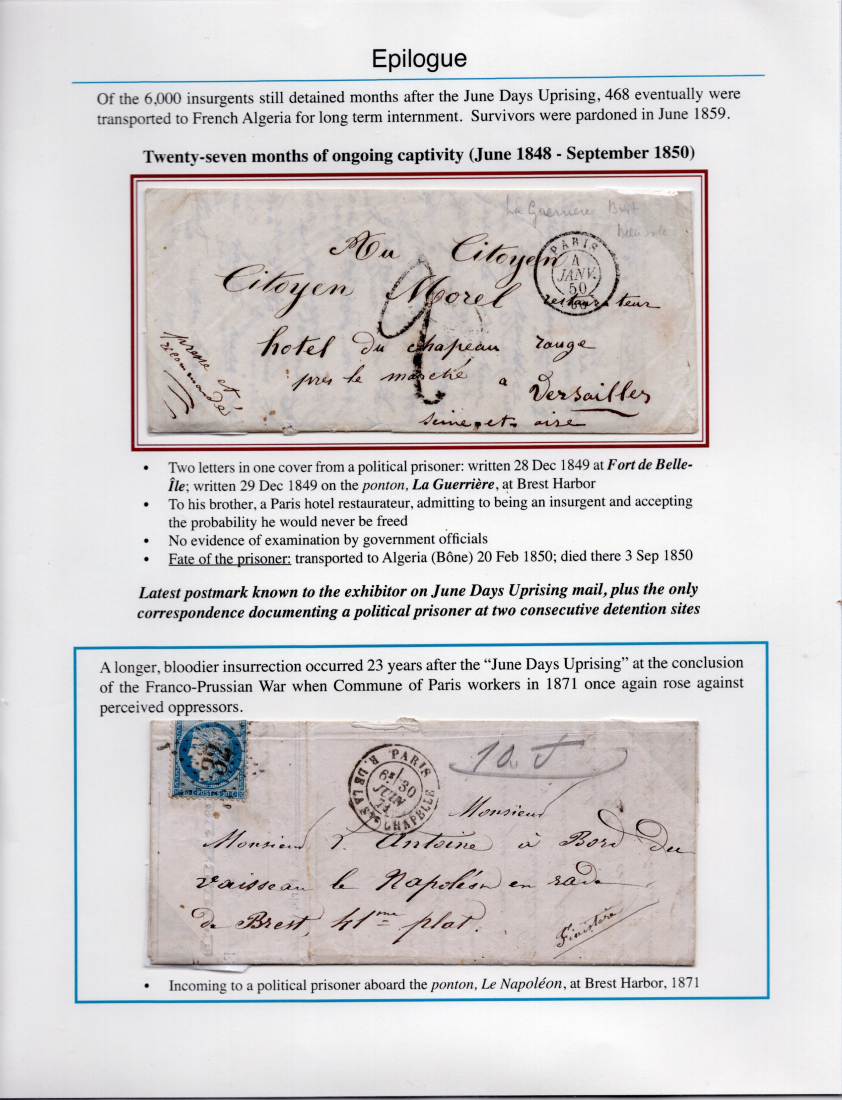 Epilogue
Of the 6,000 insurgents still detained months after the June Days Uprising, 468 eventually were
transported to French Algeria for long term internment. Survivors were pardoned in June 1859.
Twenty-seven months of ongoing captivity (June 1848 - September 1850)
La Guerriere Brest
Belle isle
Au Citoyen
Citoyen Morel restaurateur
hotel du chapeau rouge
pres le marché a Versailles
Seine et oise
presse et
recommandée
PARIS
4
JANV.
50
2
• Two letters in one cover from a political prisoner: written 28 Dec 1849 at Fort de Belle-
Île; written 29 Dec 1849 on the ponton, La Guerrière, at Brest Harbor
• To his brother, a Paris hotel restaurateur, admitting to being an insurgent and accepting
the probability he would never be freed
• No evidence of examination by government officials
• Fate of the prisoner: transported to Algeria (Bône) 20 Feb 1850; died there 3 Sep 1850
Latest postmark known to the exhibitor on June Days Uprising mail, plus the only
correspondence documenting a political prisoner at two consecutive detention sites
A longer, bloodier insurrection occurred 23 years after the “June Days Uprising” at the conclusion
of the Franco-Prussian War when Commune of Paris workers in 1871 once again rose against
perceived oppressors.
PARIS
R. DE LA Ste CHAPELLE
30
JUIN
71
Monsieur
Monsieur Antoine à Bord du
vaisseau le Napoléon en rade
de Brest, 41me plat.
Finistère
• Incoming to a political prisoner aboard the ponton, Le Napoléon, at Brest Harbor, 1871